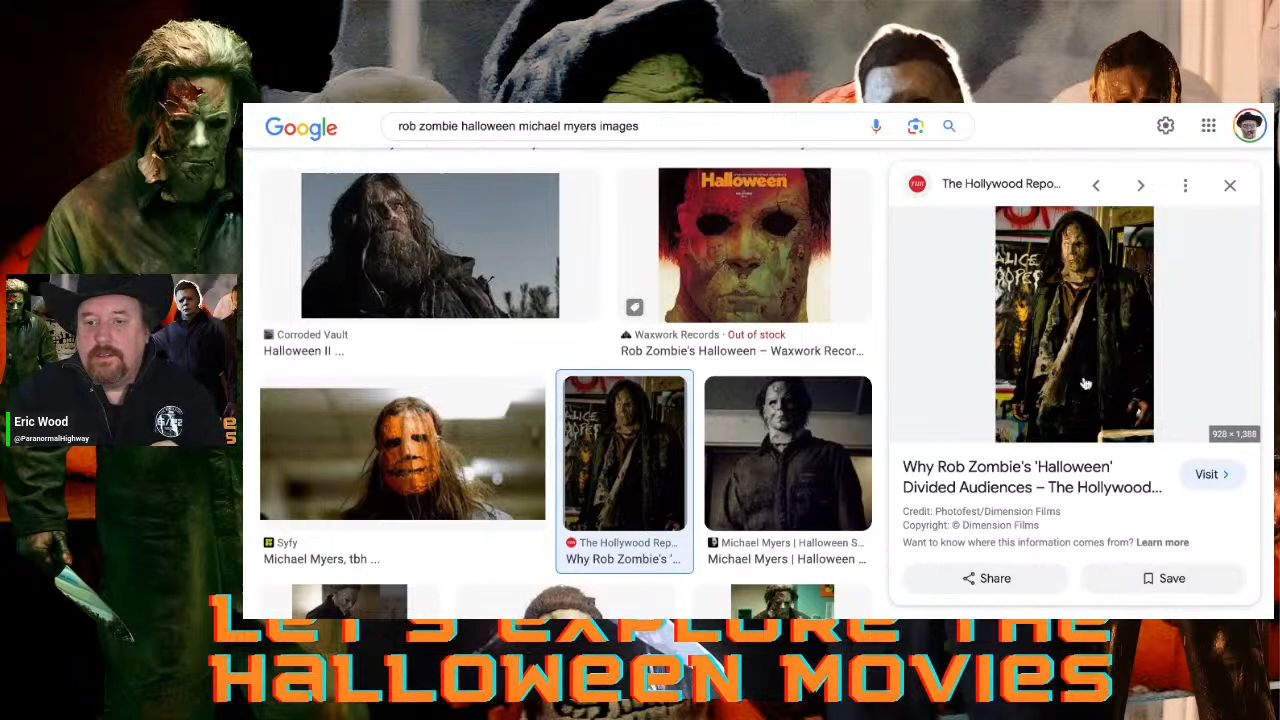 Google
rob zombie halloween michael myers images
THR
The Hollywood Repo...
Halloween
ALICE
Corroded Vault
Halloween II ...
Waxwork Records · Out of stock
Rob Zombie's Halloween – Waxwork Recor...
ALICE
928 × 1,388
Eric Wood
@ParanormalHighway
es
Why Rob Zombie's 'Halloween'
Divided Audiences – The Hollywood...
Visit
Credit: Photofest/Dimension Films
Copyright: © Dimension Films
Want to know where this information comes from? Learn more
Syfy
Michael Myers, tbh ...
The Hollywood Rep...
Why Rob Zombie's '...
Michael Myers | Halloween S...
Michael Myers | Halloween ...
Share
Save
LET'S EXPLORE THE
HALLOWEEN MOVIES